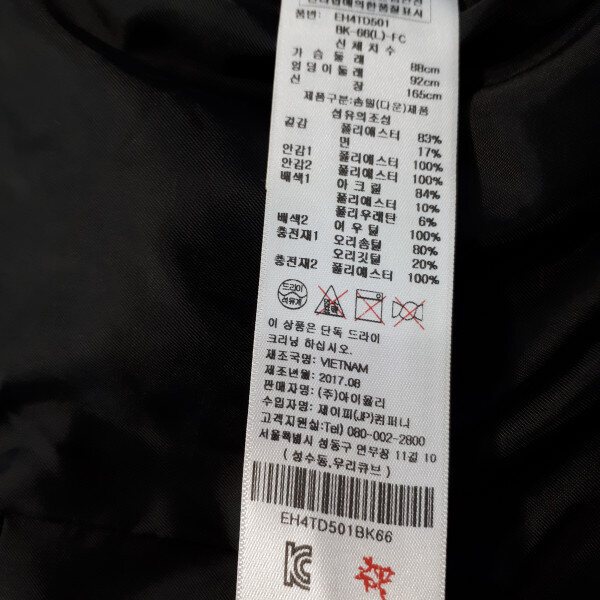 품번: EH4TD501
BK-66(L)-FC
신체치수
가슴둘레 88cm
엉덩이둘레 92cm
신 장 165cm
제품구분:솜털(다운)제품
섬유의조성
겉감 폴리에스터 83%
면 17%
안감1 폴리에스터 100%
안감2 폴리에스터 100%
배색1 아크릴 84%
폴리에스터 10%
폴리우레탄 6%
배색2 이우털 100%
충전재1 오리솜털 80%
오리깃털 20%
충전재2 폴리에스터 100%
드라이
석유계
이 상품은 단독 드라이
크리닝 하십시오.
제조국명: VIETNAM
제조년월: 2017.08
판매자명: (주)아이올리
수입자명: 제이피(JP)컴퍼니
고객지원실:Tel) 080-002-2800
서울특별시 성동구 연무장 11길 10
(성수동,우리큐브)
EH4TD501BK66